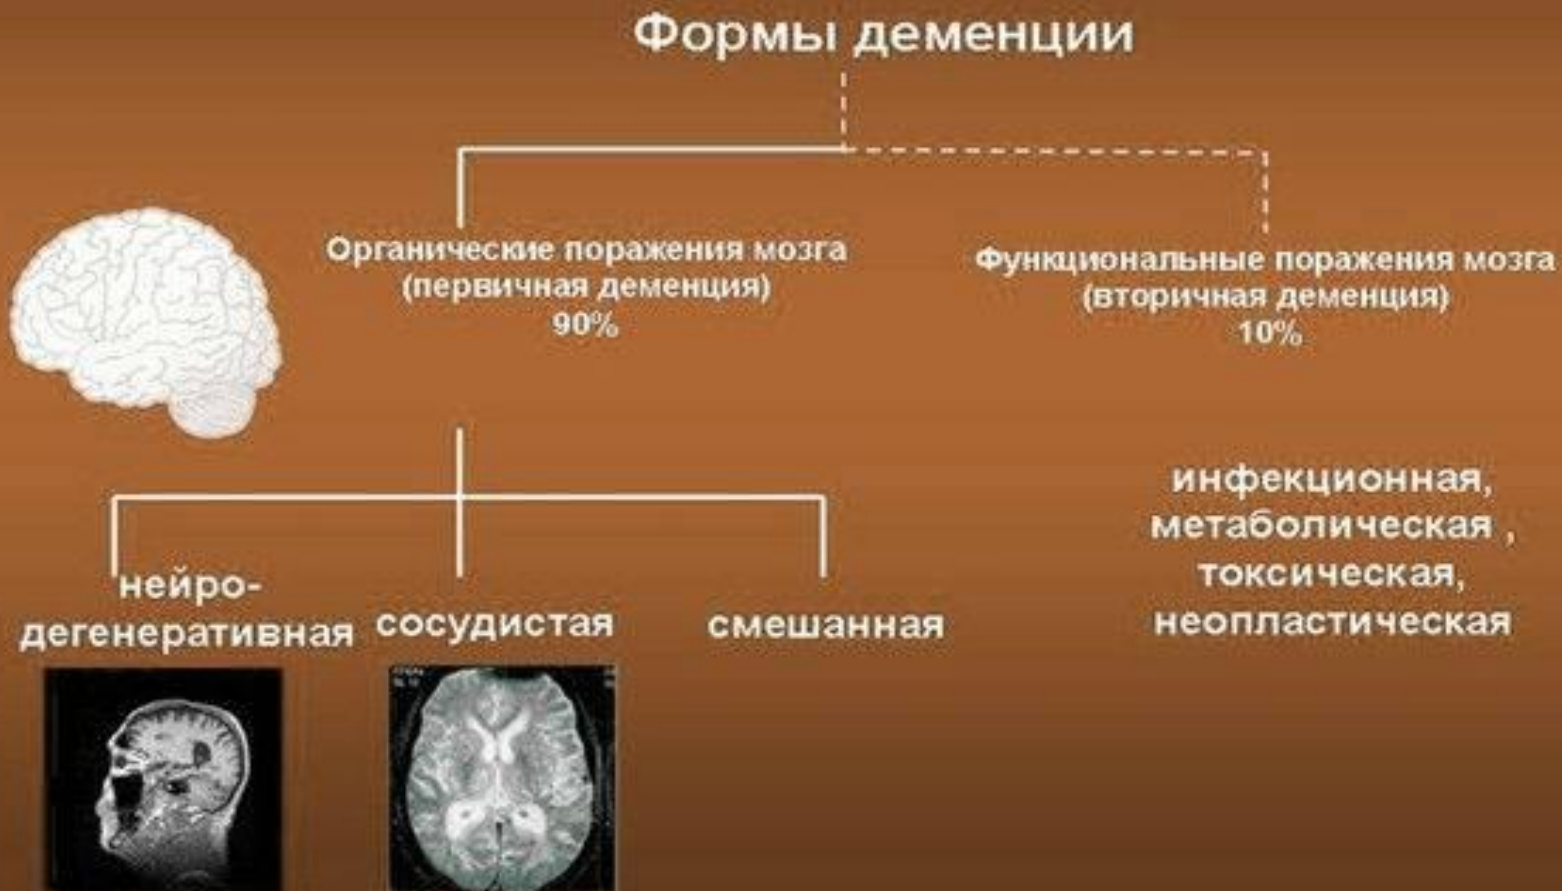 Формы деменции
Органические поражения мозга
(первичная деменция)
90%
Функциональные поражения мозга
(вторичная деменция)
10%
нейро-
дегенеративная
сосудистая
смешанная
инфекционная,
метаболическая ,
токсическая,
неопластическая